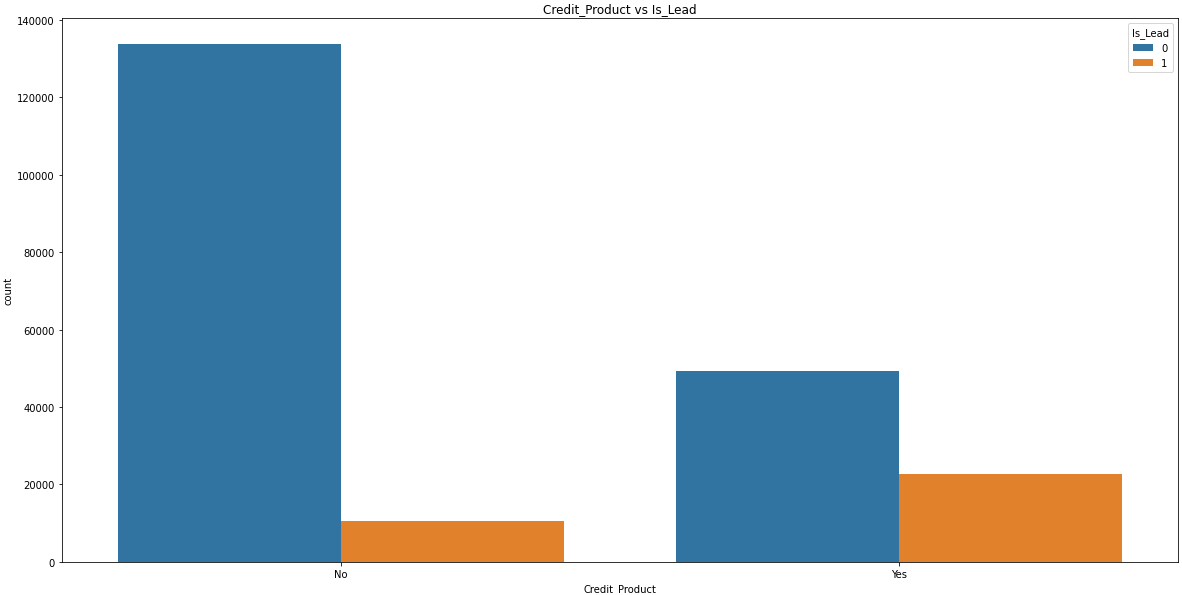 Credit_Product vs Is_Lead
Is_Lead
0
1
140000
120000
100000
80000
60000
40000
20000
0
count
No
Yes
Credit_Product